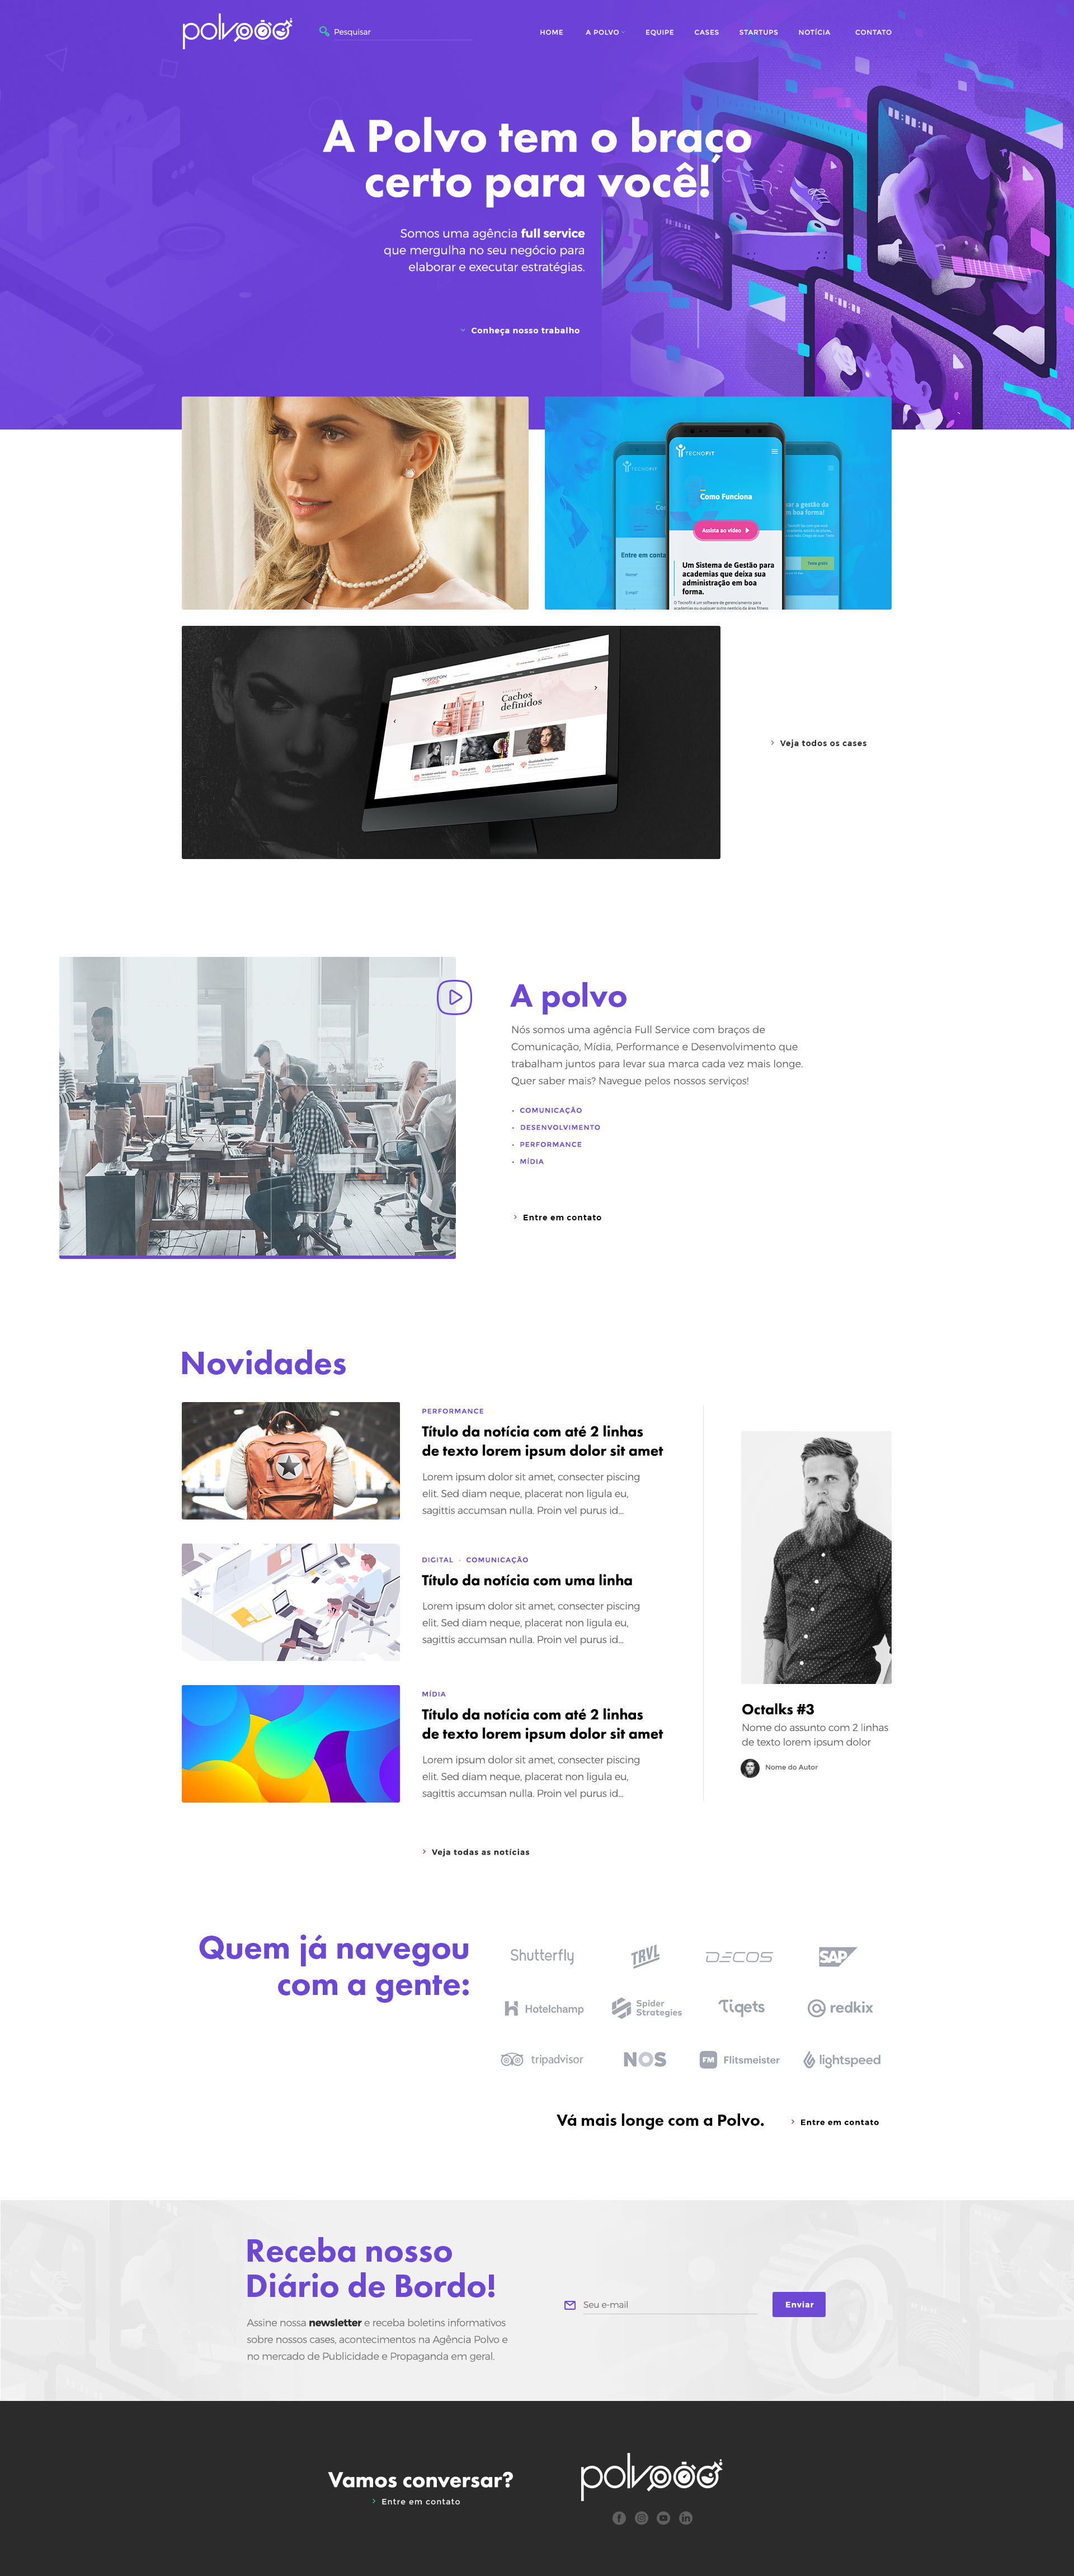 polvo
Pesquisar
HOME
A POLVO
EQUIPE
CASES
STARTUPS
NOTÍCIA
CONTATO
A Polvo tem o braço
certo para você!
Somos uma agência full service
que mergulha no seu negócio para
elaborar e executar estratégias.
Conheça nosso trabalho
TECNOFIT
Como Funciona
Assista ao vídeo
Entre em conta
Nome*
E-mail*
Um Sistema de Gestão para
academias que deixa sua
administração em boa
forma.
O Tecnofit é um software de gerenciamento para
Cachos
definidos
Veja todos os cases
A polvo
Nós somos uma agência Full Service com braços de
Comunicação, Mídia, Performance e Desenvolvimento que
trabalham juntos para levar sua marca cada vez mais longe.
Quer saber mais? Navegue pelos nossos serviços!
COMUNICAÇÃO
DESENVOLVIMENTO
PERFORMANCE
MÍDIA
Entre em contato
Novidades
PERFORMANCE
Título da notícia com até 2 linhas
de texto lorem ipsum dolor sit amet
Lorem ipsum dolor sit amet, consecter piscing
elit. Sed diam neque, placerat non ligula eu,
sagittis accumsan nulla. Proin vel purus id...
DIGITAL · COMUNICAÇÃO
Título da notícia com uma linha
Lorem ipsum dolor sit amet, consecter piscing
elit. Sed diam neque, placerat non ligula eu,
sagittis accumsan nulla. Proin vel purus id...
MÍDIA
Título da notícia com até 2 linhas
de texto lorem ipsum dolor sit amet
Lorem ipsum dolor sit amet, consecter piscing
elit. Sed diam neque, placerat non ligula eu,
sagittis accumsan nulla. Proin vel purus id...
Octalks #3
Nome do assunto com 2 linhas
de texto lorem ipsum dolor
Nome do Autor
Veja todas as notícias
Quem já navegou
com a gente:
Shutterfly
TRVL
DECOS
SAP
Hotelchamp
Spider
Strategies
Tiqets
redkix
tripadvisor
NOS
FM Flitsmeister
lightspeed
Vá mais longe com a Polvo.
Entre em contato
Receba nosso
Diário de Bordo!
Assine nossa newsletter e receba boletins informativos
sobre nossos cases, acontecimentos na Agência Polvo e
no mercado de Publicidade e Propaganda em geral.
Seu e-mail
Enviar
Vamos conversar?
Entre em contato
polvo